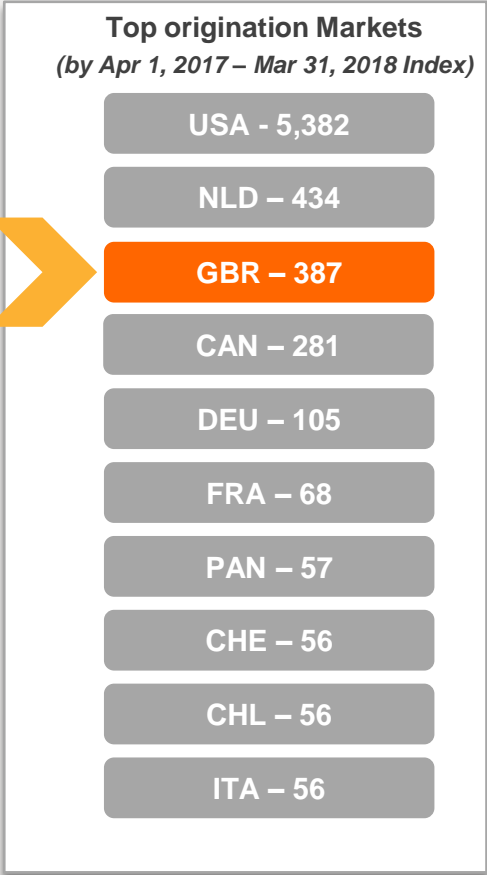 Top origination Markets
(by Apr 1, 2017 – Mar 31, 2018 Index)
USA - 5,382
NLD – 434
GBR – 387
CAN – 281
DEU – 105
FRA – 68
PAN – 57
CHE – 56
CHL – 56
ITA – 56